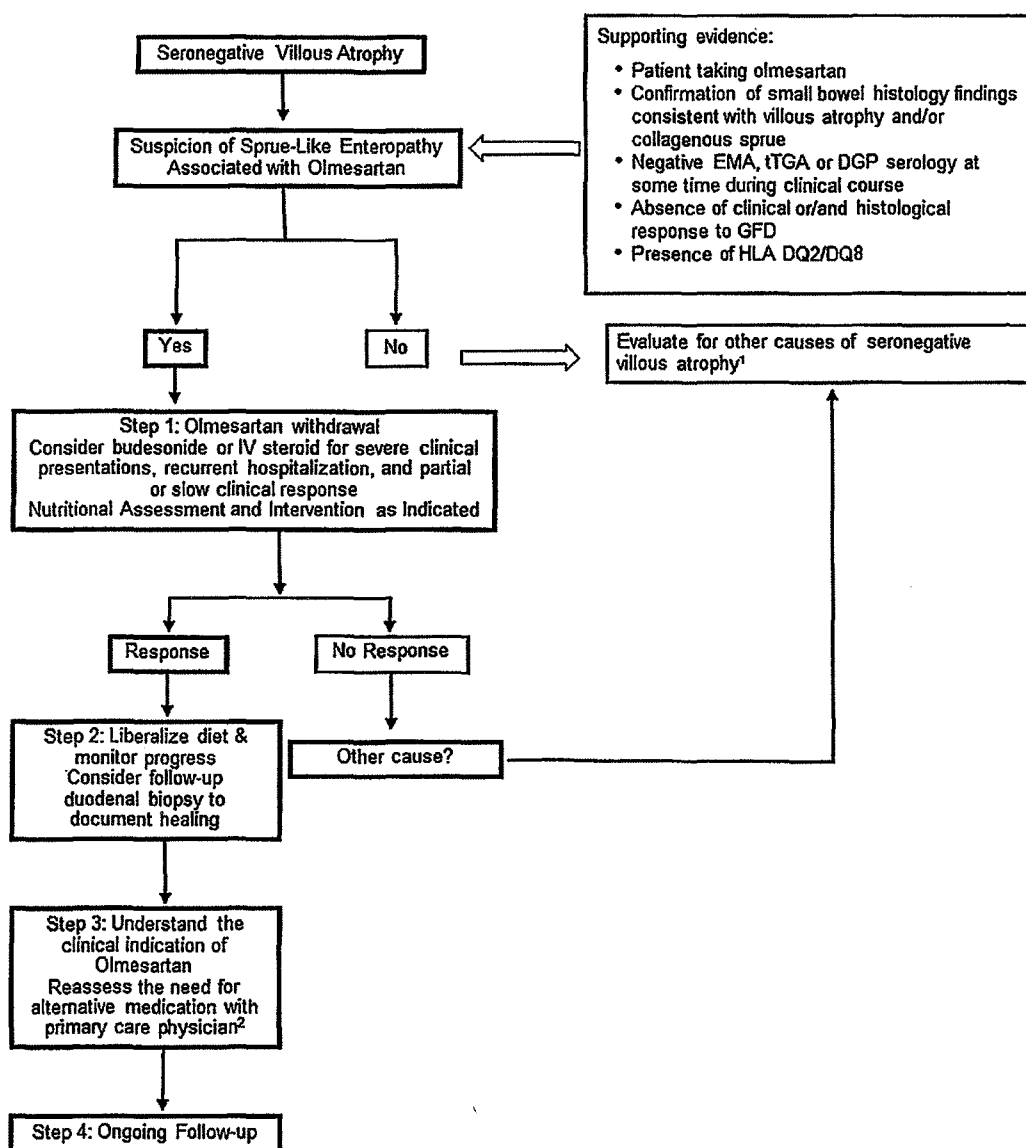 Seronegative Villous Atrophy
Supporting evidence:
• Patient taking olmesartan
• Confirmation of small bowel histology findings
consistent with villous atrophy and/or
collagenous sprue
• Negative EMA, tTGA or DGP serology at
some time during clinical course
• Absence of clinical or/and histological
response to GFD
• Presence of HLA DQ2/DQ8
Suspicion of Sprue-Like Enteropathy
Associated with Olmesartan
Yes
No
Evaluate for other causes of seronegative
villous atrophy¹
Step 1: Olmesartan withdrawal
Consider budesonide or IV steroid for severe clinical
presentations, recurrent hospitalization, and partial
or slow clinical response
Nutritional Assessment and Intervention as Indicated
Response
No Response
Step 2: Liberalize diet &
monitor progress
Consider follow-up
duodenal biopsy to
document healing
Other cause?
Step 3: Understand the
clinical indication of
Olmesartan
Reassess the need for
alternative medication with
primary care physician²
Step 4: Ongoing Follow-up